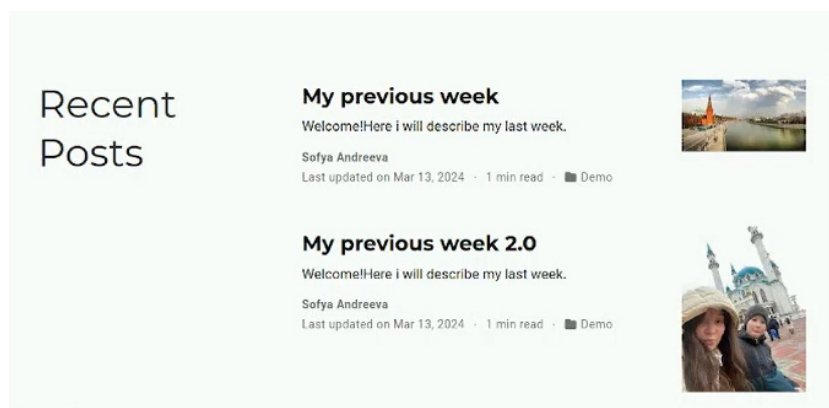 Recent
Posts
My previous week
Welcome!Here i will describe my last week.
Sofya Andreeva
Last updated on Mar 13, 2024 · 1 min read · Demo
My previous week 2.0
Welcome!Here i will describe my last week.
Sofya Andreeva
Last updated on Mar 13, 2024 · 1 min read · Demo